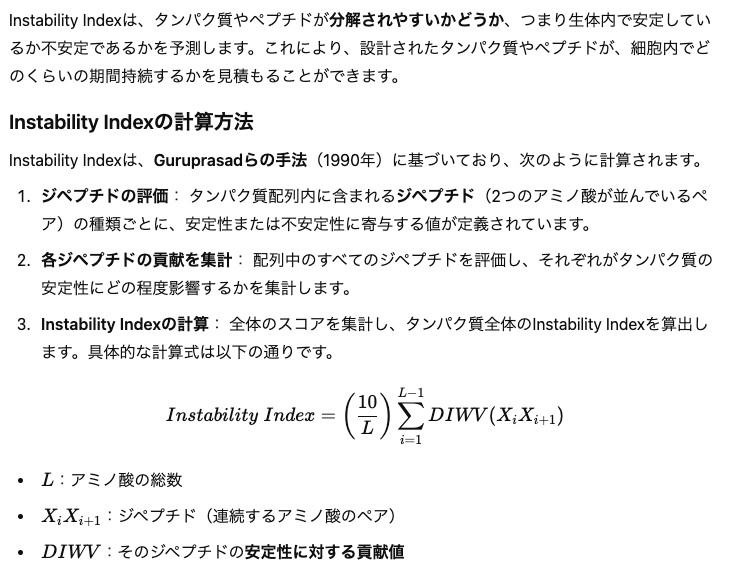 Instability Indexは、タンパク質やペプチドが分解されやすいかどうか、つまり生体内で安定してい
るか不安定であるかを予測します。これにより、設計されたタンパク質やペプチドが、細胞内でど
のくらいの期間持続するかを見積もることができます。
Instability Indexの計算方法
Instability Indexは、Guruprasadらの手法（1990年）に基づいており、次のように計算されます。
1. ジペプチドの評価： タンパク質配列内に含まれるジペプチド（2つのアミノ酸が並んでいるペ
ア）の種類ごとに、安定性または不安定性に寄与する値が定義されています。
2. 各ジペプチドの貢献を集計： 配列中のすべてのジペプチドを評価し、それぞれがタンパク質の
安定性にどの程度影響するかを集計します。
3. Instability Indexの計算： 全体のスコアを集計し、タンパク質全体のInstability Indexを算出し
ます。具体的な計算式は以下の通りです。
Instability Index = (10/L) ∑_{i=1}^{L−1} DIWV(X_iX_{i+1})
• L：アミノ酸の総数
• X_iX_{i+1}：ジペプチド（連続するアミノ酸のペア）
• DIWV：そのジペプチドの安定性に対する貢献値